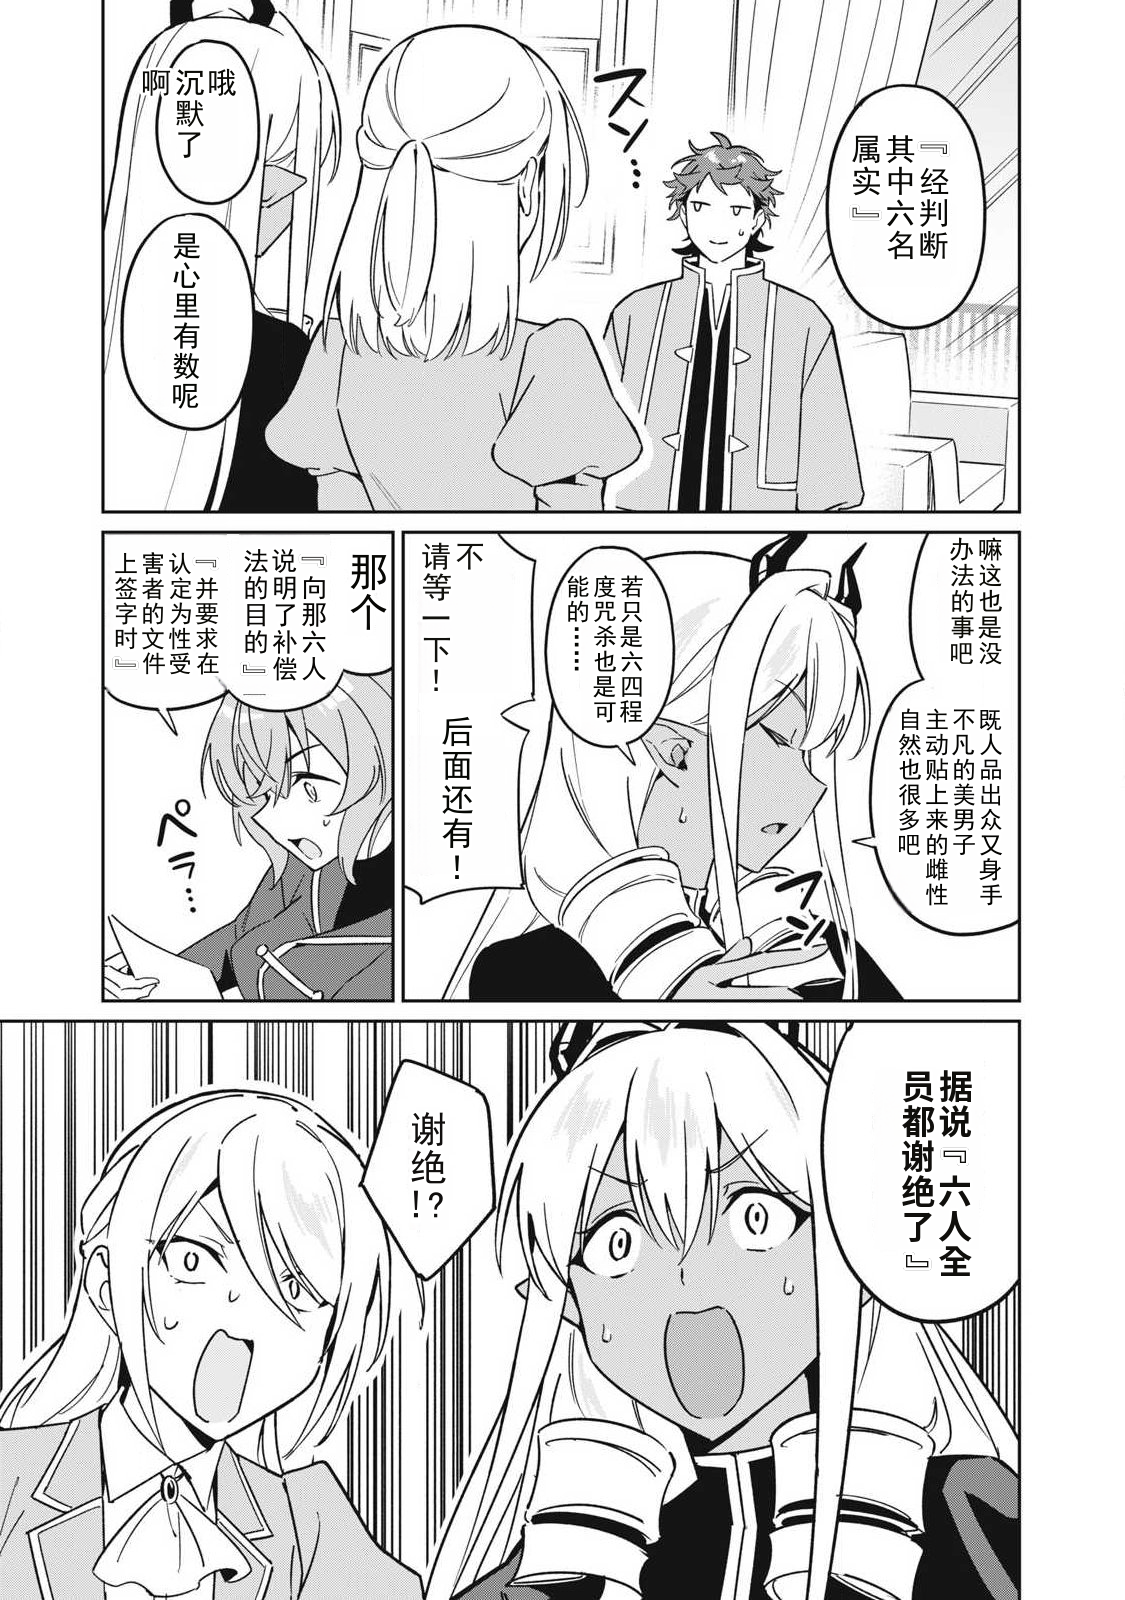 『经判断
其中六名
属实』
スン…
哦
沉默了
啊
是心里有数呢
嘛这也是没
办法的事吧
既人品出众又身手
不凡的美男子
主动贴上来的雌性
自然也很多吧
若只是六四程
度咒杀也是可
能的……
不
请等一下！
后面还有！
那个
『向那六人
说明了补偿
法的目的』
『并要求在
认定为性受
害者的文件
上签字时』
ペラ…
据说『六人全
员都谢绝了』
谢绝!?